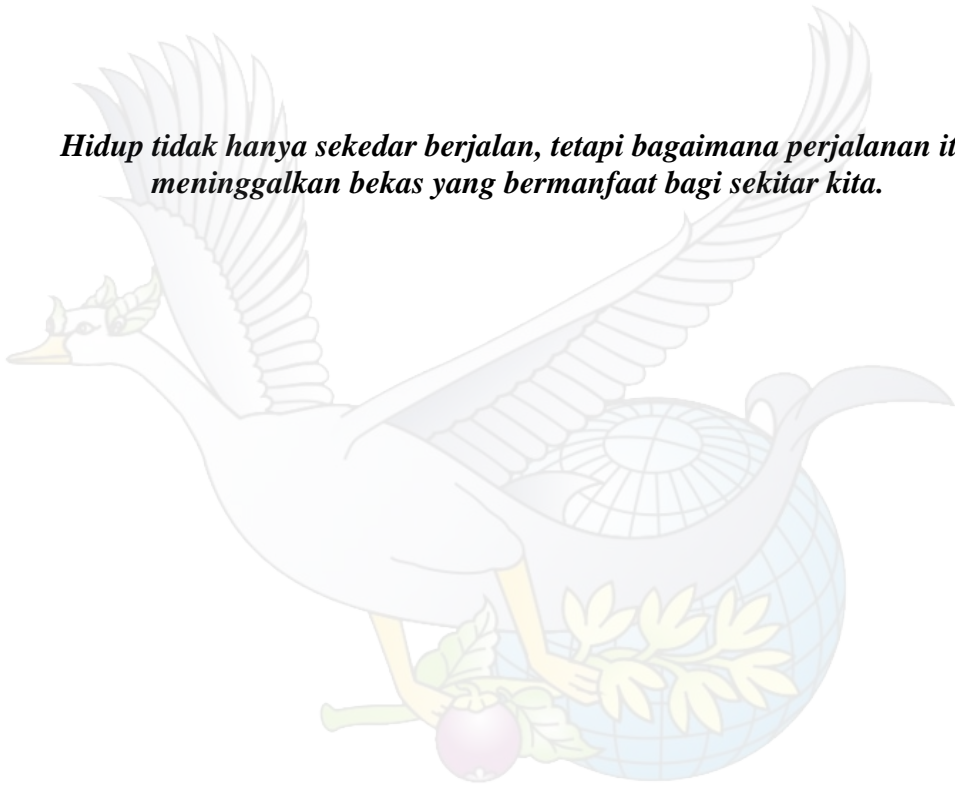 Hidup tidak hanya sekedar berjalan, tetapi bagaimana perjalanan it
meninggalkan bekas yang bermanfaat bagi sekitar kita.